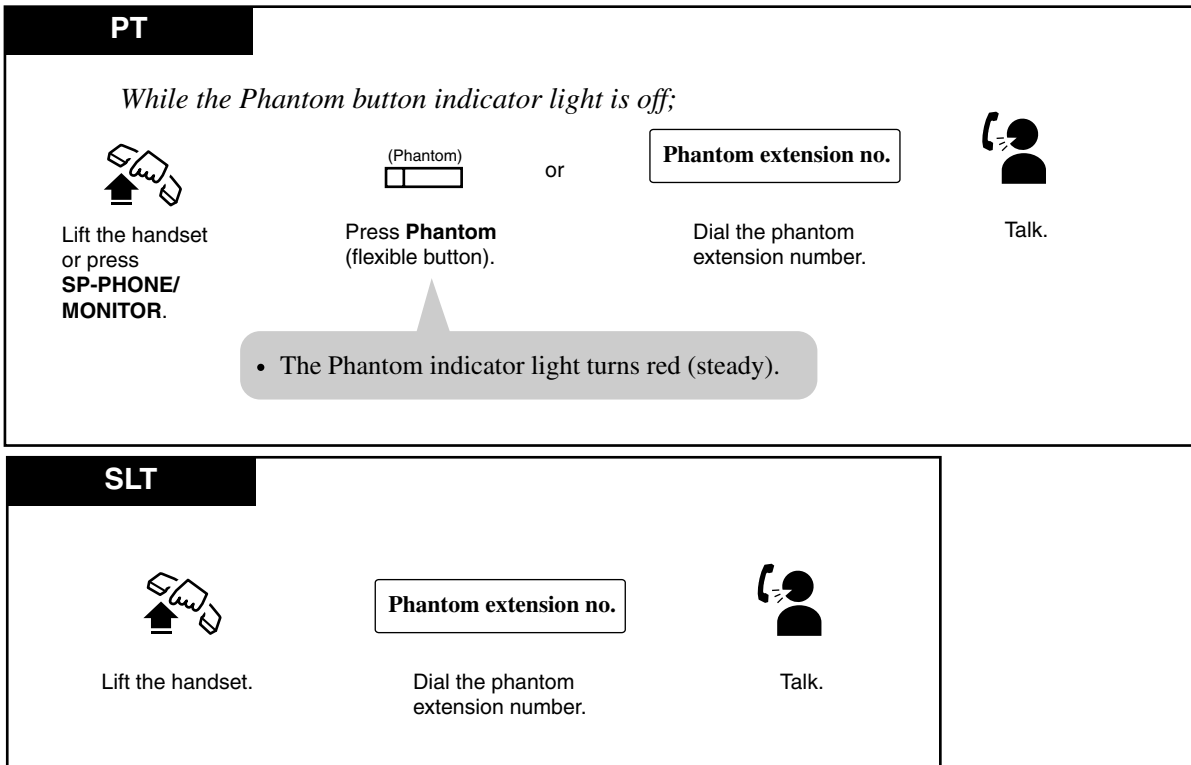 PT
While the Phantom button indicator light is off;
(Phantom)
or
Phantom extension no.
Lift the handset
or press
SP-PHONE/
MONITOR.
Press Phantom
(flexible button).
Dial the phantom
extension number.
Talk.
• The Phantom indicator light turns red (steady).
SLT
Phantom extension no.
Lift the handset.
Dial the phantom
extension number.
Talk.